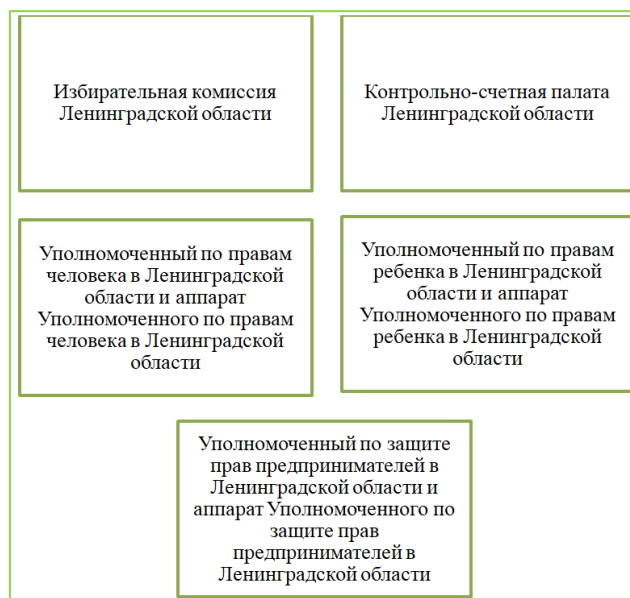 Избирательная комиссия
Ленинградской области
Контрольно-счетная палата
Ленинградской области
Уполномоченный по правам
человека в Ленинградской
области и аппарат
Уполномоченного по правам
человека в Ленинградской
области
Уполномоченный по правам
ребенка в Ленинградской
области и аппарат
Уполномоченного по правам
ребенка в Ленинградской
области
Уполномоченный по защите
прав предпринимателей в
Ленинградской области и
аппарат Уполномоченного по
защите прав
предпринимателей в
Ленинградской области